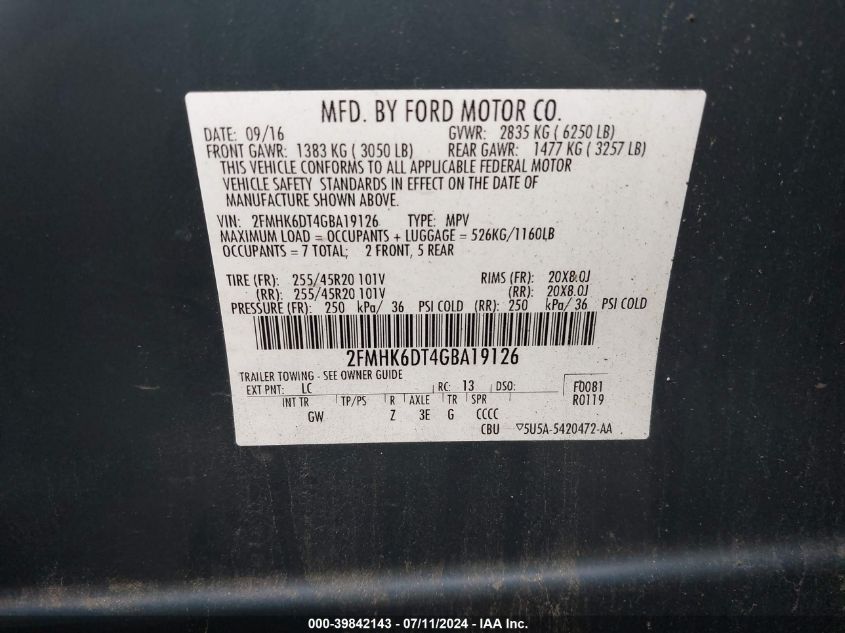 MFD. BY FORD MOTOR CO.
DATE: 09/16 GVWR: 2835 KG ( 6250 LB)
FRONT GAWR: 1383 KG ( 3050 LB) REAR GAWR: 1477 KG ( 3257 LB)
THIS VEHICLE CONFORMS TO ALL APPLICABLE FEDERAL MOTOR
VEHICLE SAFETY STANDARDS IN EFFECT ON THE DATE OF
MANUFACTURE SHOWN ABOVE.
VIN: 2FMHK6DT4GBA19126 TYPE: MPV
MAXIMUM LOAD = OCCUPANTS + LUGGAGE = 526KG/1160LB
OCCUPANTS = 7 TOTAL; 2 FRONT, 5 REAR
TIRE (FR): 255/45R20 101V RIMS (FR): 20X8.0J
(RR): 255/45R20 101V (RR): 20X8.0J
PRESSURE (FR): 250 kPa/ 36 PSI COLD (RR): 250 kPa/ 36 PSI COLD
2FMHK6DT4GBA19126
TRAILER TOWING - SEE OWNER GUIDE
EXT PNT: LC RC: 13 DSO: F0081
INT TR TP/PS R AXLE TR SPR R0119
GW Z 3E G CCCC
CBU ▽5U5A-5420472-AA
000-39842143 - 07/11/2024 - IAA Inc.